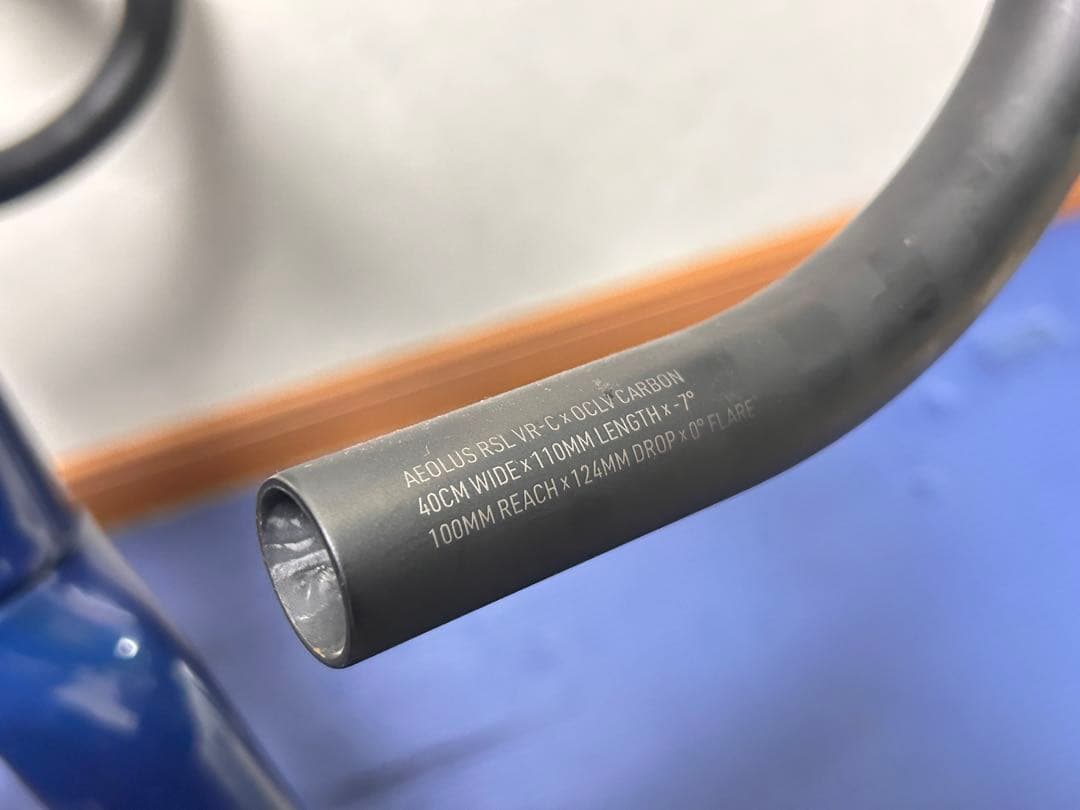 AEOLUS RSL VR-C x OCLV CARBON
40CM WIDE x 110MM LENGTH x -7°
100MM REACH x 124MM DROP x 0° FLARE